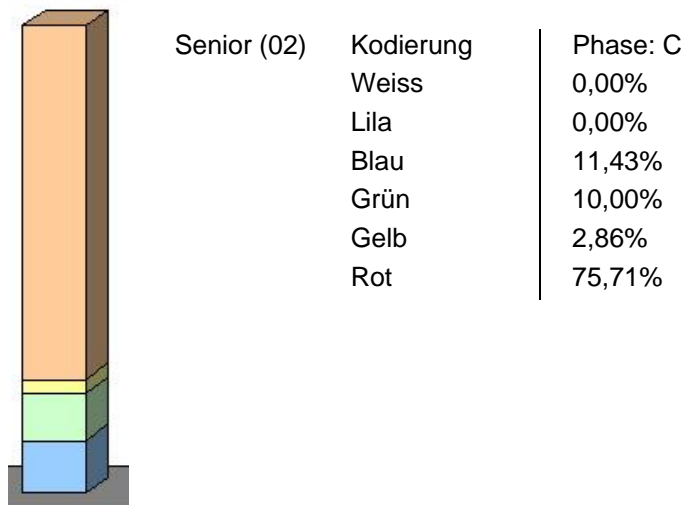 Senior (02) Kodierung Phase: C
Weiss 0,00%
Lila 0,00%
Blau 11,43%
Grün 10,00%
Gelb 2,86%
Rot 75,71%